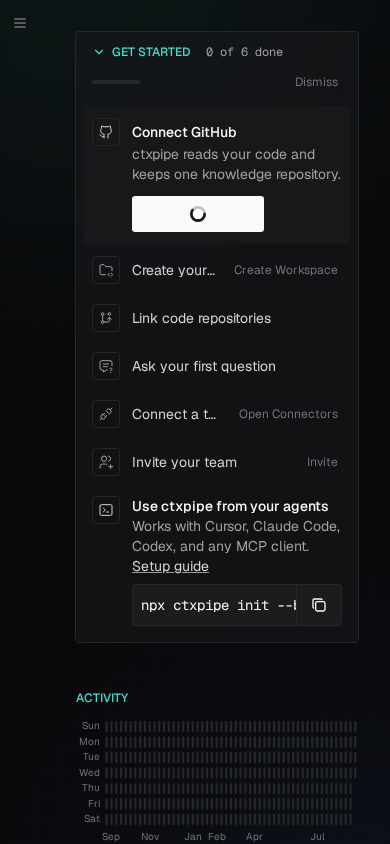 GET STARTED 0 of 6 done
Dismiss
Connect GitHub
ctxpipe reads your code and
keeps one knowledge repository.
Create your... Create Workspace
Link code repositories
Ask your first question
Connect a t... Open Connectors
Invite your team Invite
Use ctxpipe from your agents
Works with Cursor, Claude Code,
Codex, and any MCP client.
Setup guide
npx ctxpipe init --
ACTIVITY
Sun
Mon
Tue
Wed
Thu
Fri
Sat
Sep Nov Jan Feb Apr Jul